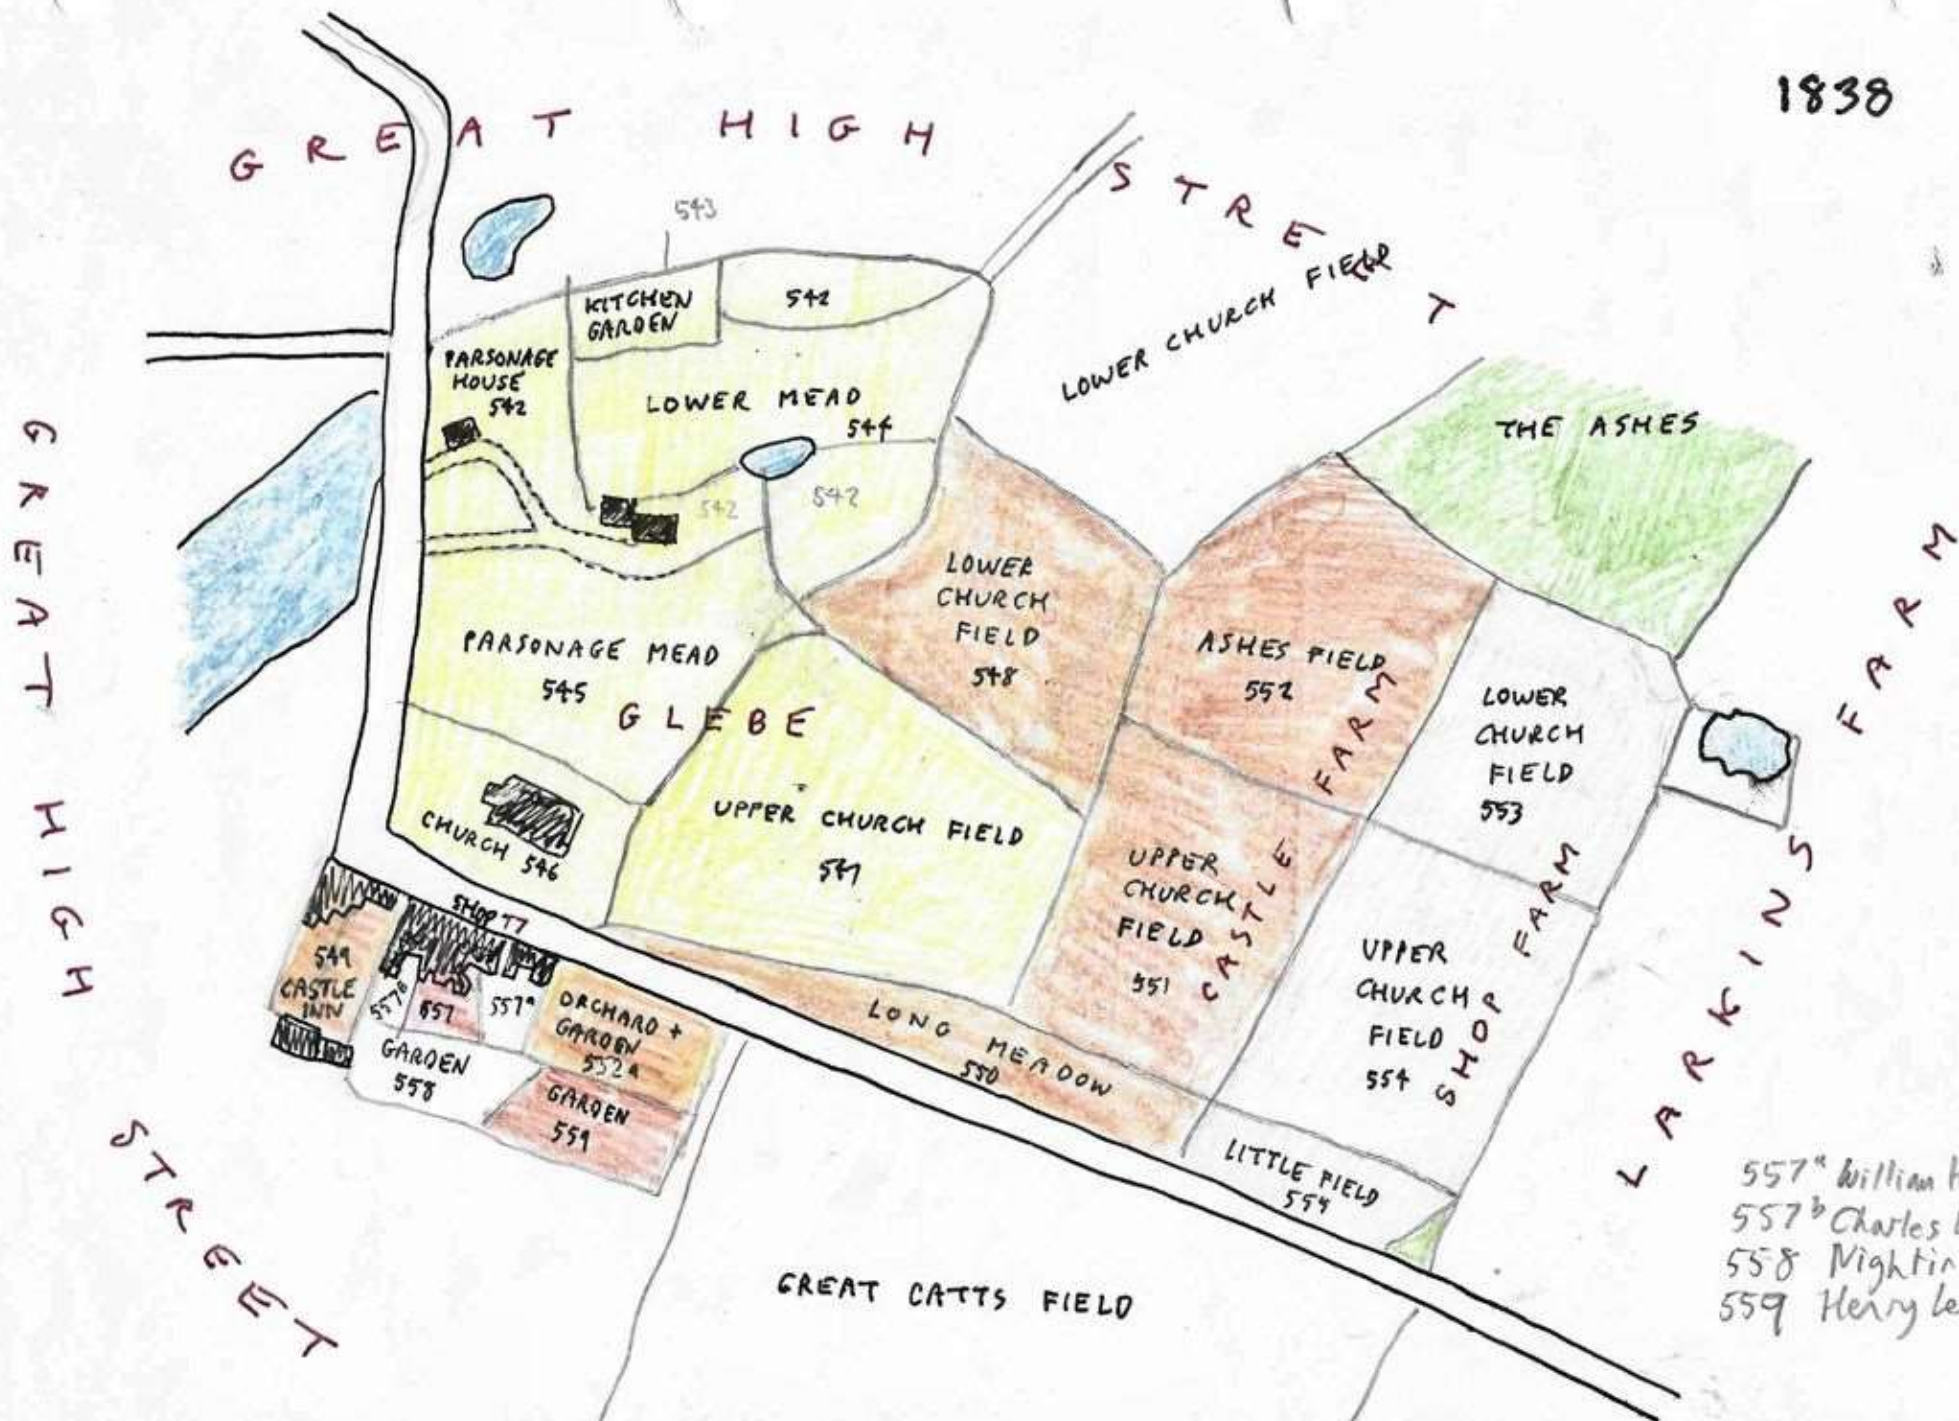 1838
GREAT HIGH STREET
543
KITCHEN
GARDEN
542
LOWER CHURCH FIELD
PARSONAGE
HOUSE
542
LOWER MEAD
544
THE ASHES
542
542
LOWER
CHURCH
FIELD
548
PARSONAGE MEAD
545
GLEBE
ASHES FIELD
552
LOWER
CHURCH
FIELD
553
CHURCH 546
UPPER CHURCH FIELD
547
UPPER
CHURCH
FIELD
551
CASTLE FARM
UPPER
CHURCH
FIELD
554
SHOP FARM
LARKINS FARM
GREAT HIGH STREET
SHOP
549
CASTLE
INN
557b
557
557a
ORCHARD +
GARDEN
552a
GARDEN
558
GARDEN
559
LONG MEADOW
550
LITTLE FIELD
554
GREAT CATTS FIELD
557a William
557b Charles
558
559 Henry